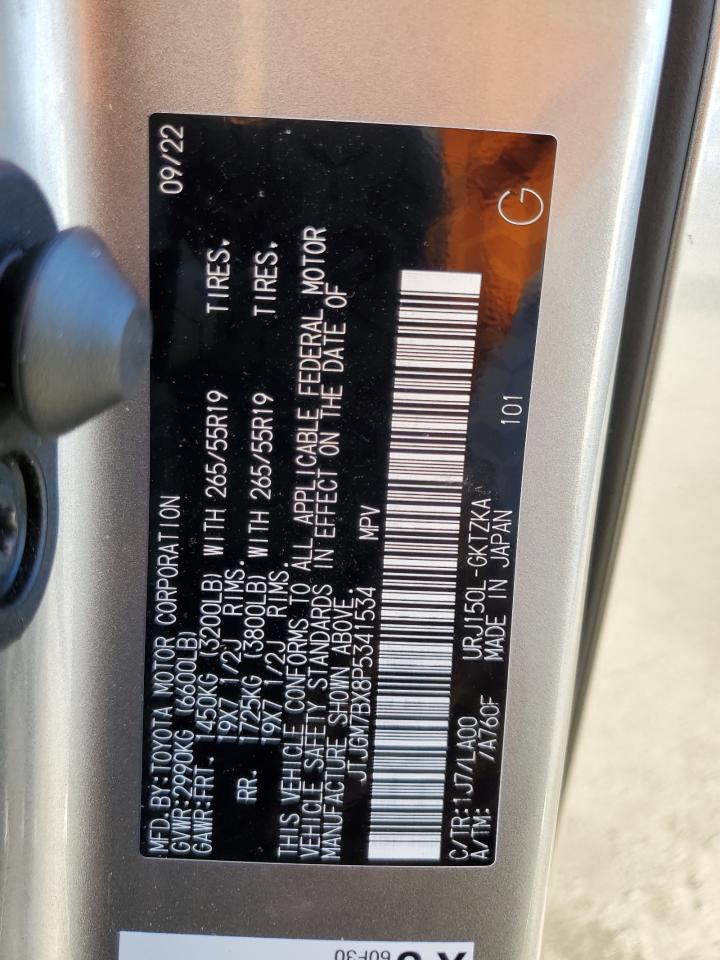 MFD. BY:TOYOTA MOTOR CORPORATION 09/22
GVWR:2990KG (6600LB)
GAWR:FRT. 1450KG (3200LB) WITH 265/55R19 TIRES.
19X7 1/2J RIMS.
RR. 1725KG (3800LB) WITH 265/55R19 TIRES.
19X7 1/2J RIMS.
THIS VEHICLE CONFORMS TO ALL APPLICABLE FEDERAL MOTOR
VEHICLE SAFETY STANDARDS IN EFFECT ON THE DATE OF
MANUFACTURE SHOWN ABOVE.
JTJGM7BX8P5341534 MPV
C/TR:1J7/LA00 URJ150L-GKTZKA 101
A/TM: /A760F MADE IN JAPAN
G
60F30